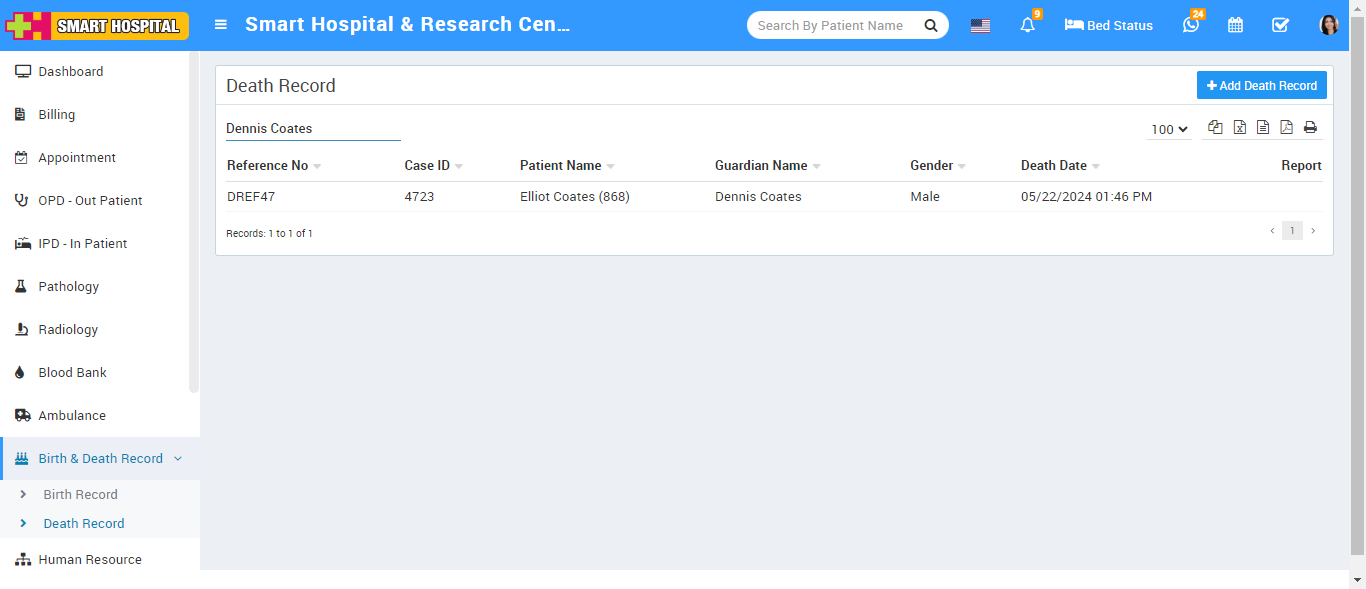 SMART HOSPITAL
Smart Hospital & Research Cen...
Search By Patient Name
9
Bed Status
24
Dashboard
Billing
Appointment
OPD - Out Patient
IPD - In Patient
Pathology
Radiology
Blood Bank
Ambulance
Birth & Death Record
Birth Record
Death Record
Human Resource
Death Record
Add Death Record
Dennis Coates
100
Reference No Case ID Patient Name Guardian Name Gender Death Date Report
DREF47 4723 Elliot Coates (868) Dennis Coates Male 05/22/2024 01:46 PM
Records: 1 to 1 of 1
1